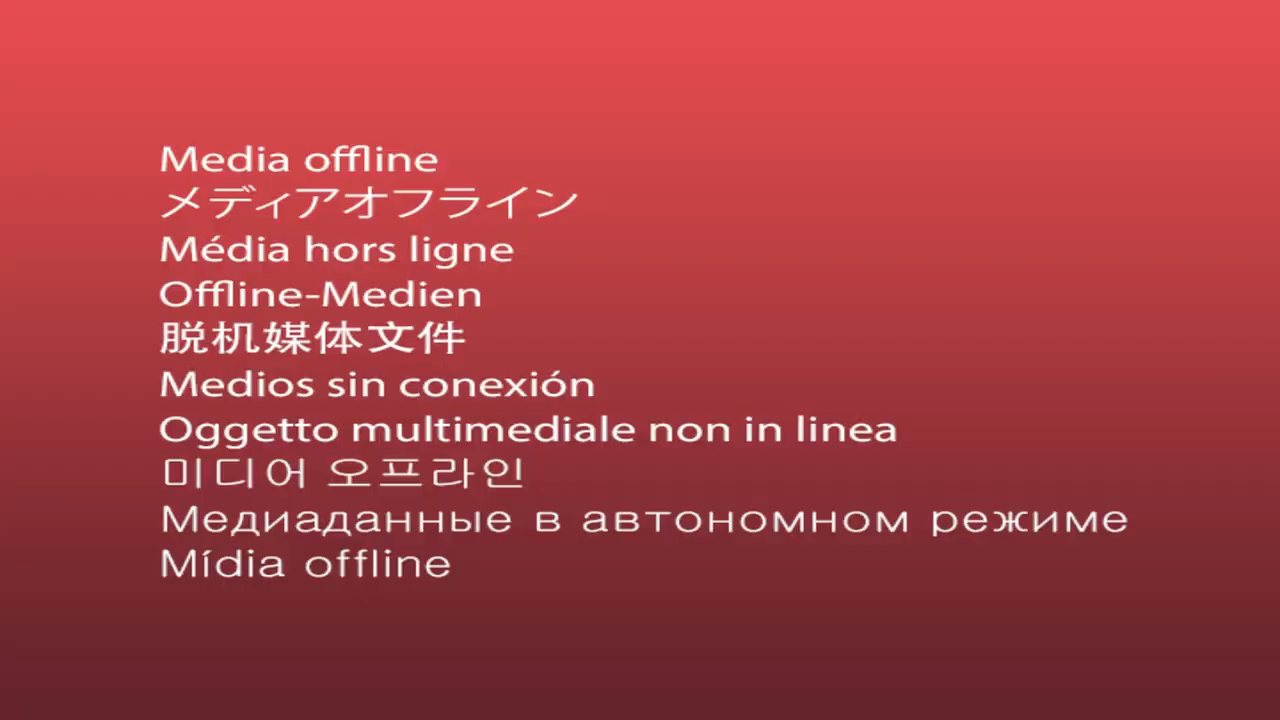 Media offline
メディアオフライン
Média hors ligne
Offline-Medien
脱机媒体文件
Medios sin conexión
Oggetto multimediale non in linea
미디어 오프라인
Медиаданные в автономном режиме
Mídia offline